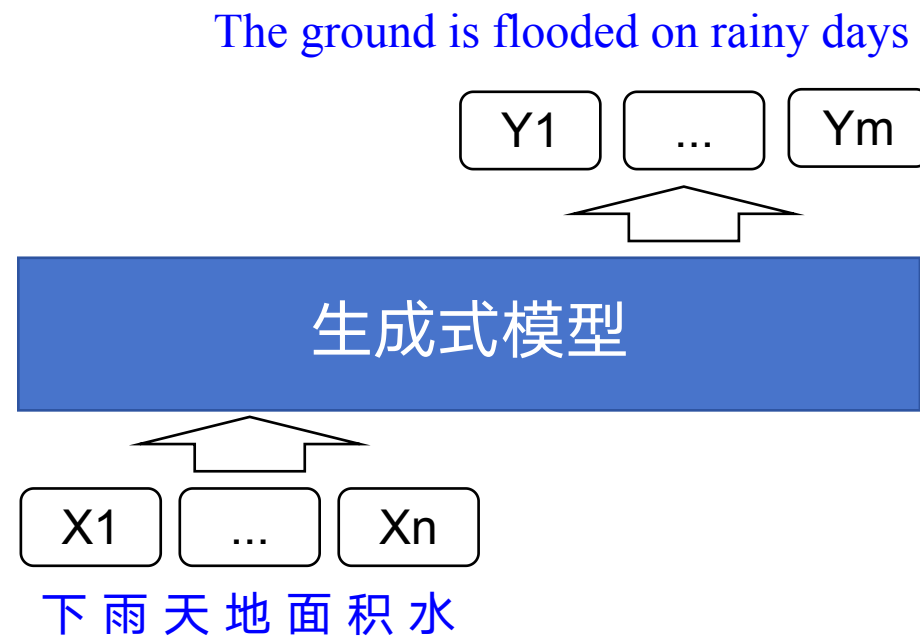 The ground is flooded on rainy days
Y1 ... Ym
生成式模型
X1 ... Xn
下雨天地面积水